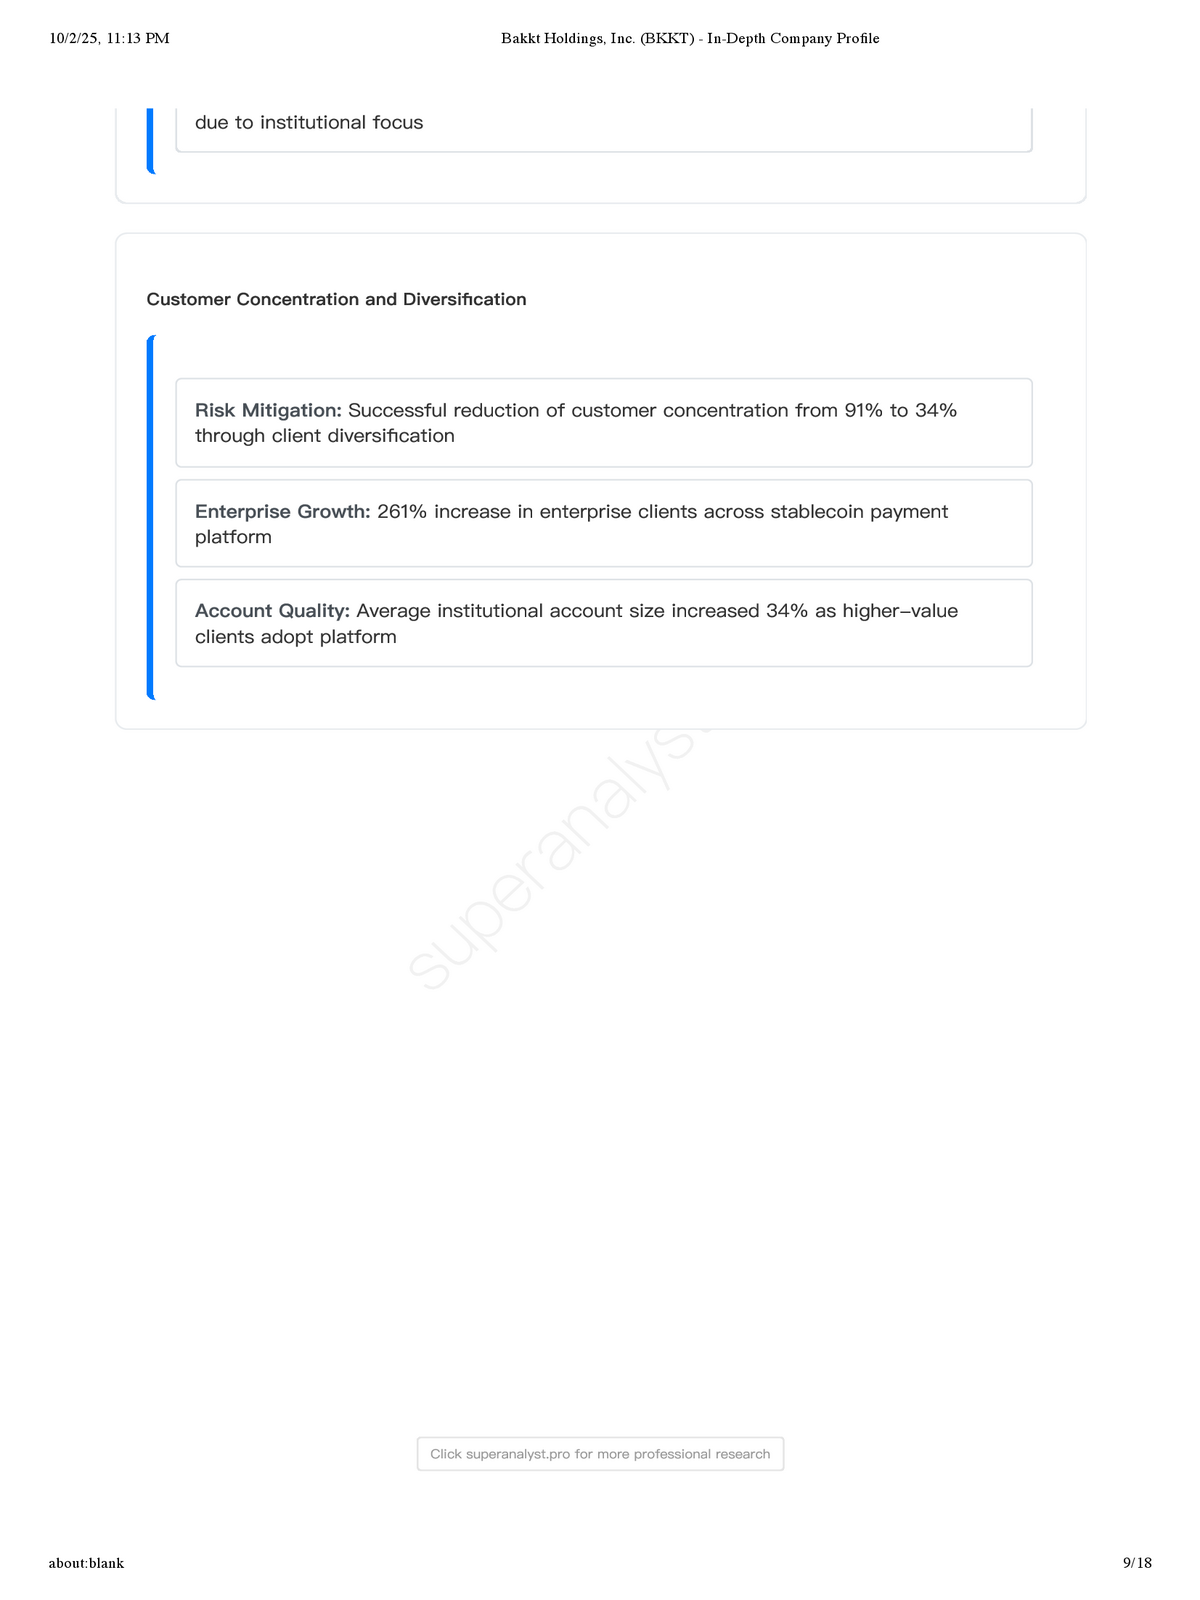 10/2/25, 11:13 PM
Bakkt Holdings, Inc. (BKKT) - In-Depth Company Profile
due to institutional focus
Customer Concentration and Diversification
Risk Mitigation: Successful reduction of customer concentration from 91% to 34%
through client diversification
Enterprise Growth: 261% increase in enterprise clients across stablecoin payment
platform
Account Quality: Average institutional account size increased 34% as higher–value
clients adopt platform
superanalyst
Click superanalyst.pro for more professional research
about:blank
9/18